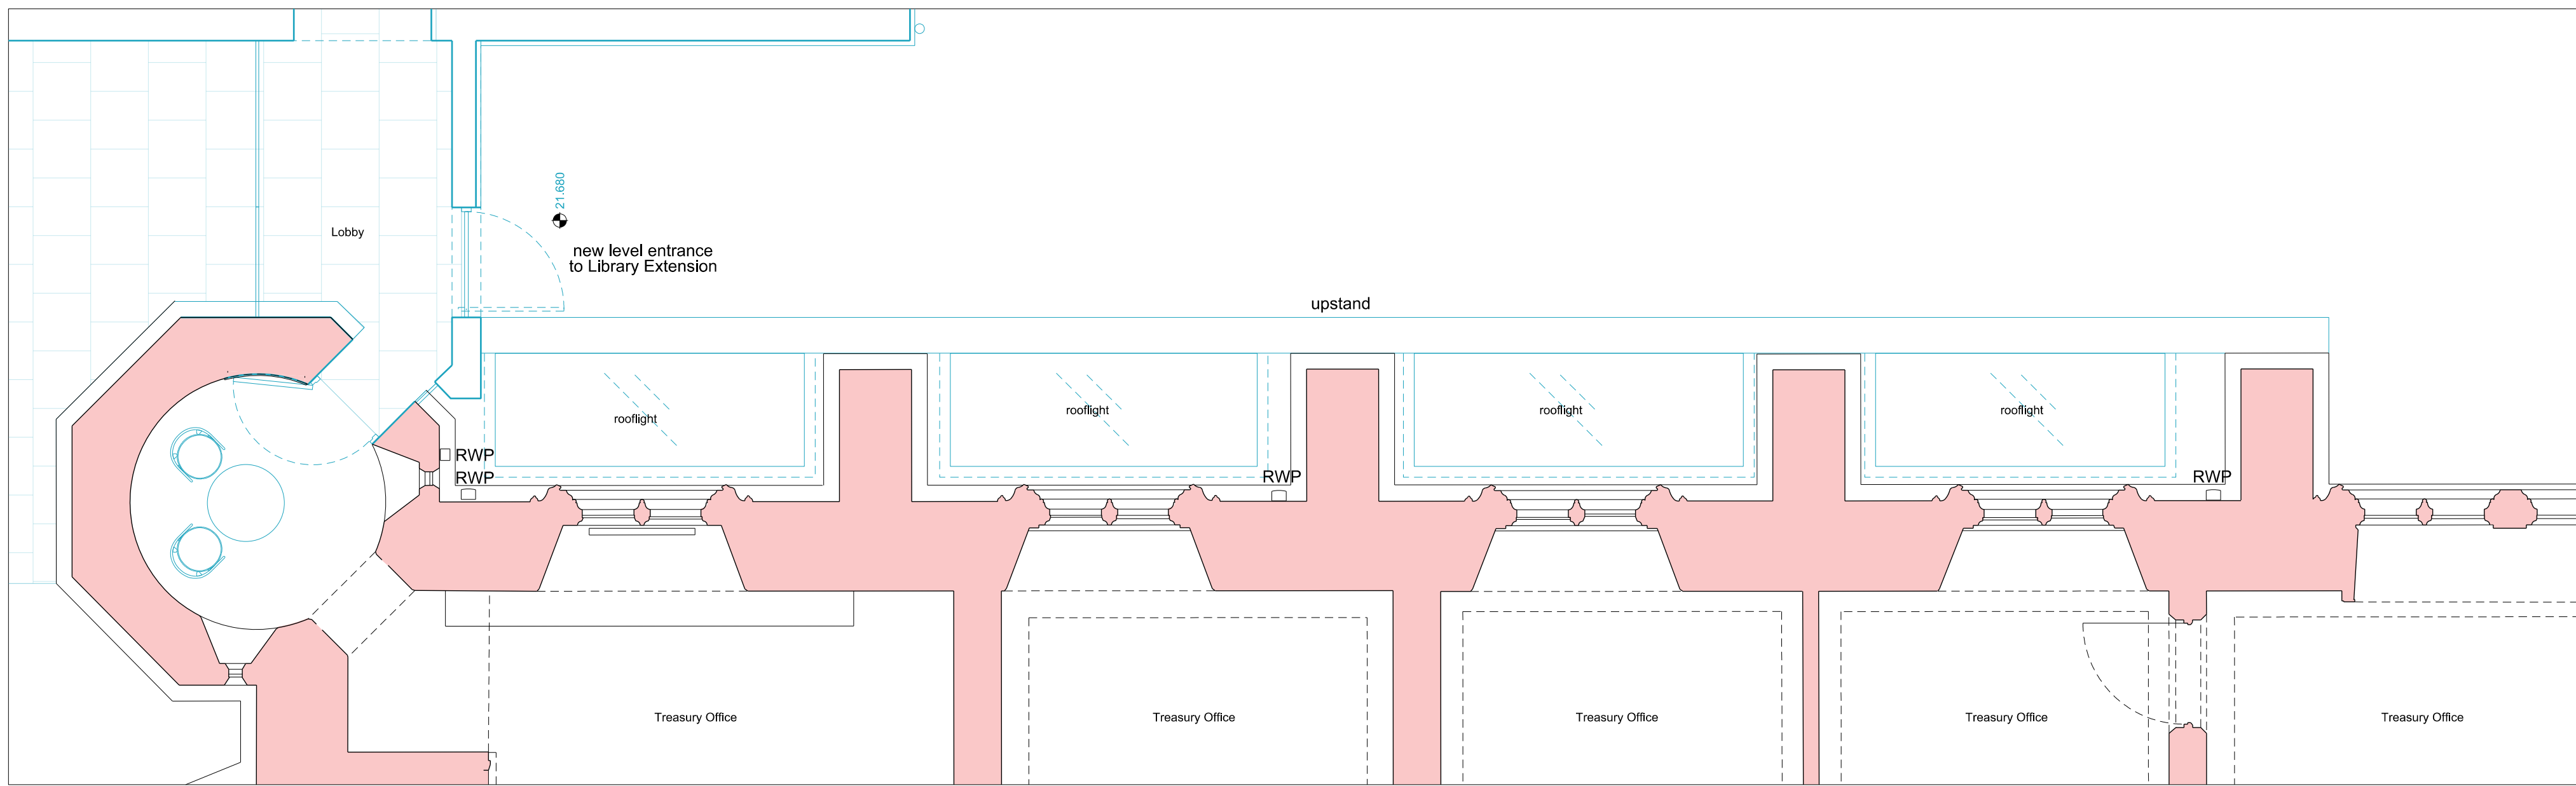 21.680
Lobby
new level entrance
to Library Extension
upstand
rooflight
rooflight
rooflight
rooflight
RWP
RWP
RWP
RWP
Treasury Office
Treasury Office
Treasury Office
Treasury Office
Treasury Office